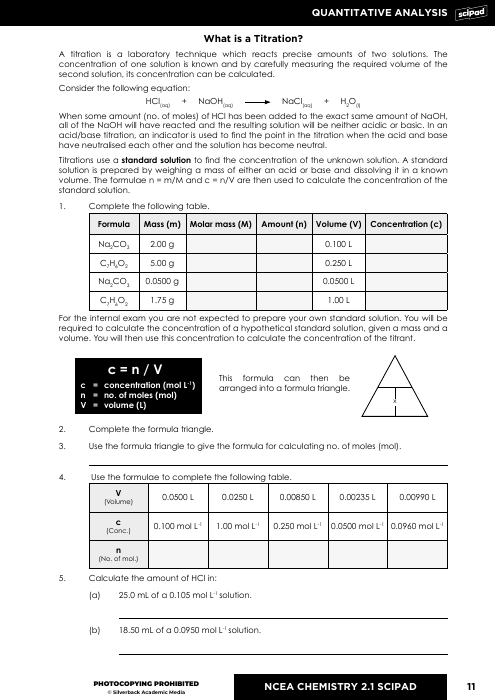 QUANTITATIVE ANALYSIS scipad
What is a Titration?
A titration is a laboratory technique which reacts precise amounts of two solutions. The
concentration of one solution is known and by carefully measuring the required volume of the
second solution, its concentration can be calculated.
Consider the following equation:
HCl(aq) + NaOH(aq) → NaCl(aq) + H2O(l)
When some amount (no. of moles) of HCl has been added to the exact same amount of NaOH,
all of the NaOH will have reacted and the resulting solution will be neither acidic or basic. In an
acid/base titration, an indicator is used to find the point in the titration when the acid and base
have neutralised each other and the solution has become neutral.
Titrations use a standard solution to find the concentration of the unknown solution. A standard
solution is prepared by weighing a mass of either an acid or base and dissolving it in a known
volume. The formulae n = m/M and c = n/V are then used to calculate the concentration of the
standard solution.
1. Complete the following table.
Formula Mass (m) Molar mass (M) Amount (n) Volume (V) Concentration (c)
Na2CO3 2.00 g 0.100 L
C7H6O2 5.00 g 0.250 L
Na2CO3 0.0500 g 0.0500 L
C7H6O2 1.75 g 1.00 L
For the internal exam you are not expected to prepare your own standard solution. You will be
required to calculate the concentration of a hypothetical standard solution, given a mass and a
volume. You will then use this concentration to calculate the concentration of the titrant.
c = n / V
c = concentration (mol L⁻¹)
n = no. of moles (mol)
V = volume (L)
This formula can then be
arranged into a formula triangle.
x
2. Complete the formula triangle.
3. Use the formula triangle to give the formula for calculating no. of moles (mol).
4. Use the formulae to complete the following table.
V (Volume) 0.0500 L 0.0250 L 0.00850 L 0.00235 L 0.00990 L
c (Conc.) 0.100 mol L⁻¹ 1.00 mol L⁻¹ 0.250 mol L⁻¹ 0.0500 mol L⁻¹ 0.0960 mol L⁻¹
n (No. of mol.)
5. Calculate the amount of HCl in:
(a) 25.0 mL of a 0.105 mol L⁻¹ solution.
(b) 18.50 mL of a 0.0950 mol L⁻¹ solution.
PHOTOCOPYING PROHIBITED
© Silverback Academic Media
NCEA CHEMISTRY 2.1 SCIPAD
11